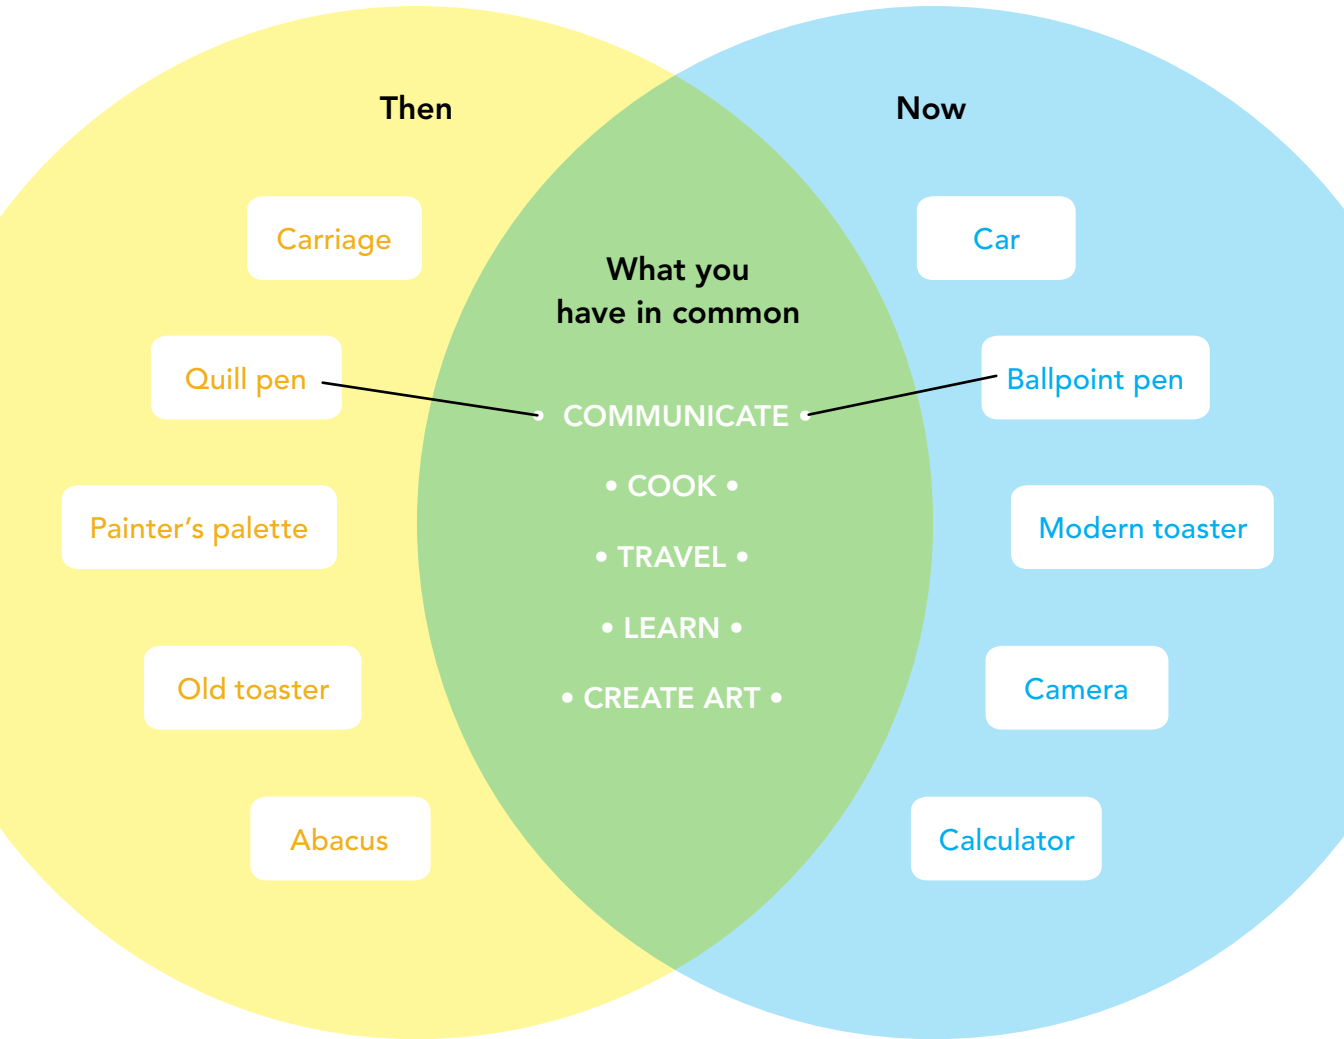 Then
Now
Carriage
Car
What you
have in common
Quill pen
Ballpoint pen
• COMMUNICATE •
• COOK •
Painter’s palette
Modern toaster
• TRAVEL •
• LEARN •
Old toaster
Camera
• CREATE ART •
Abacus
Calculator